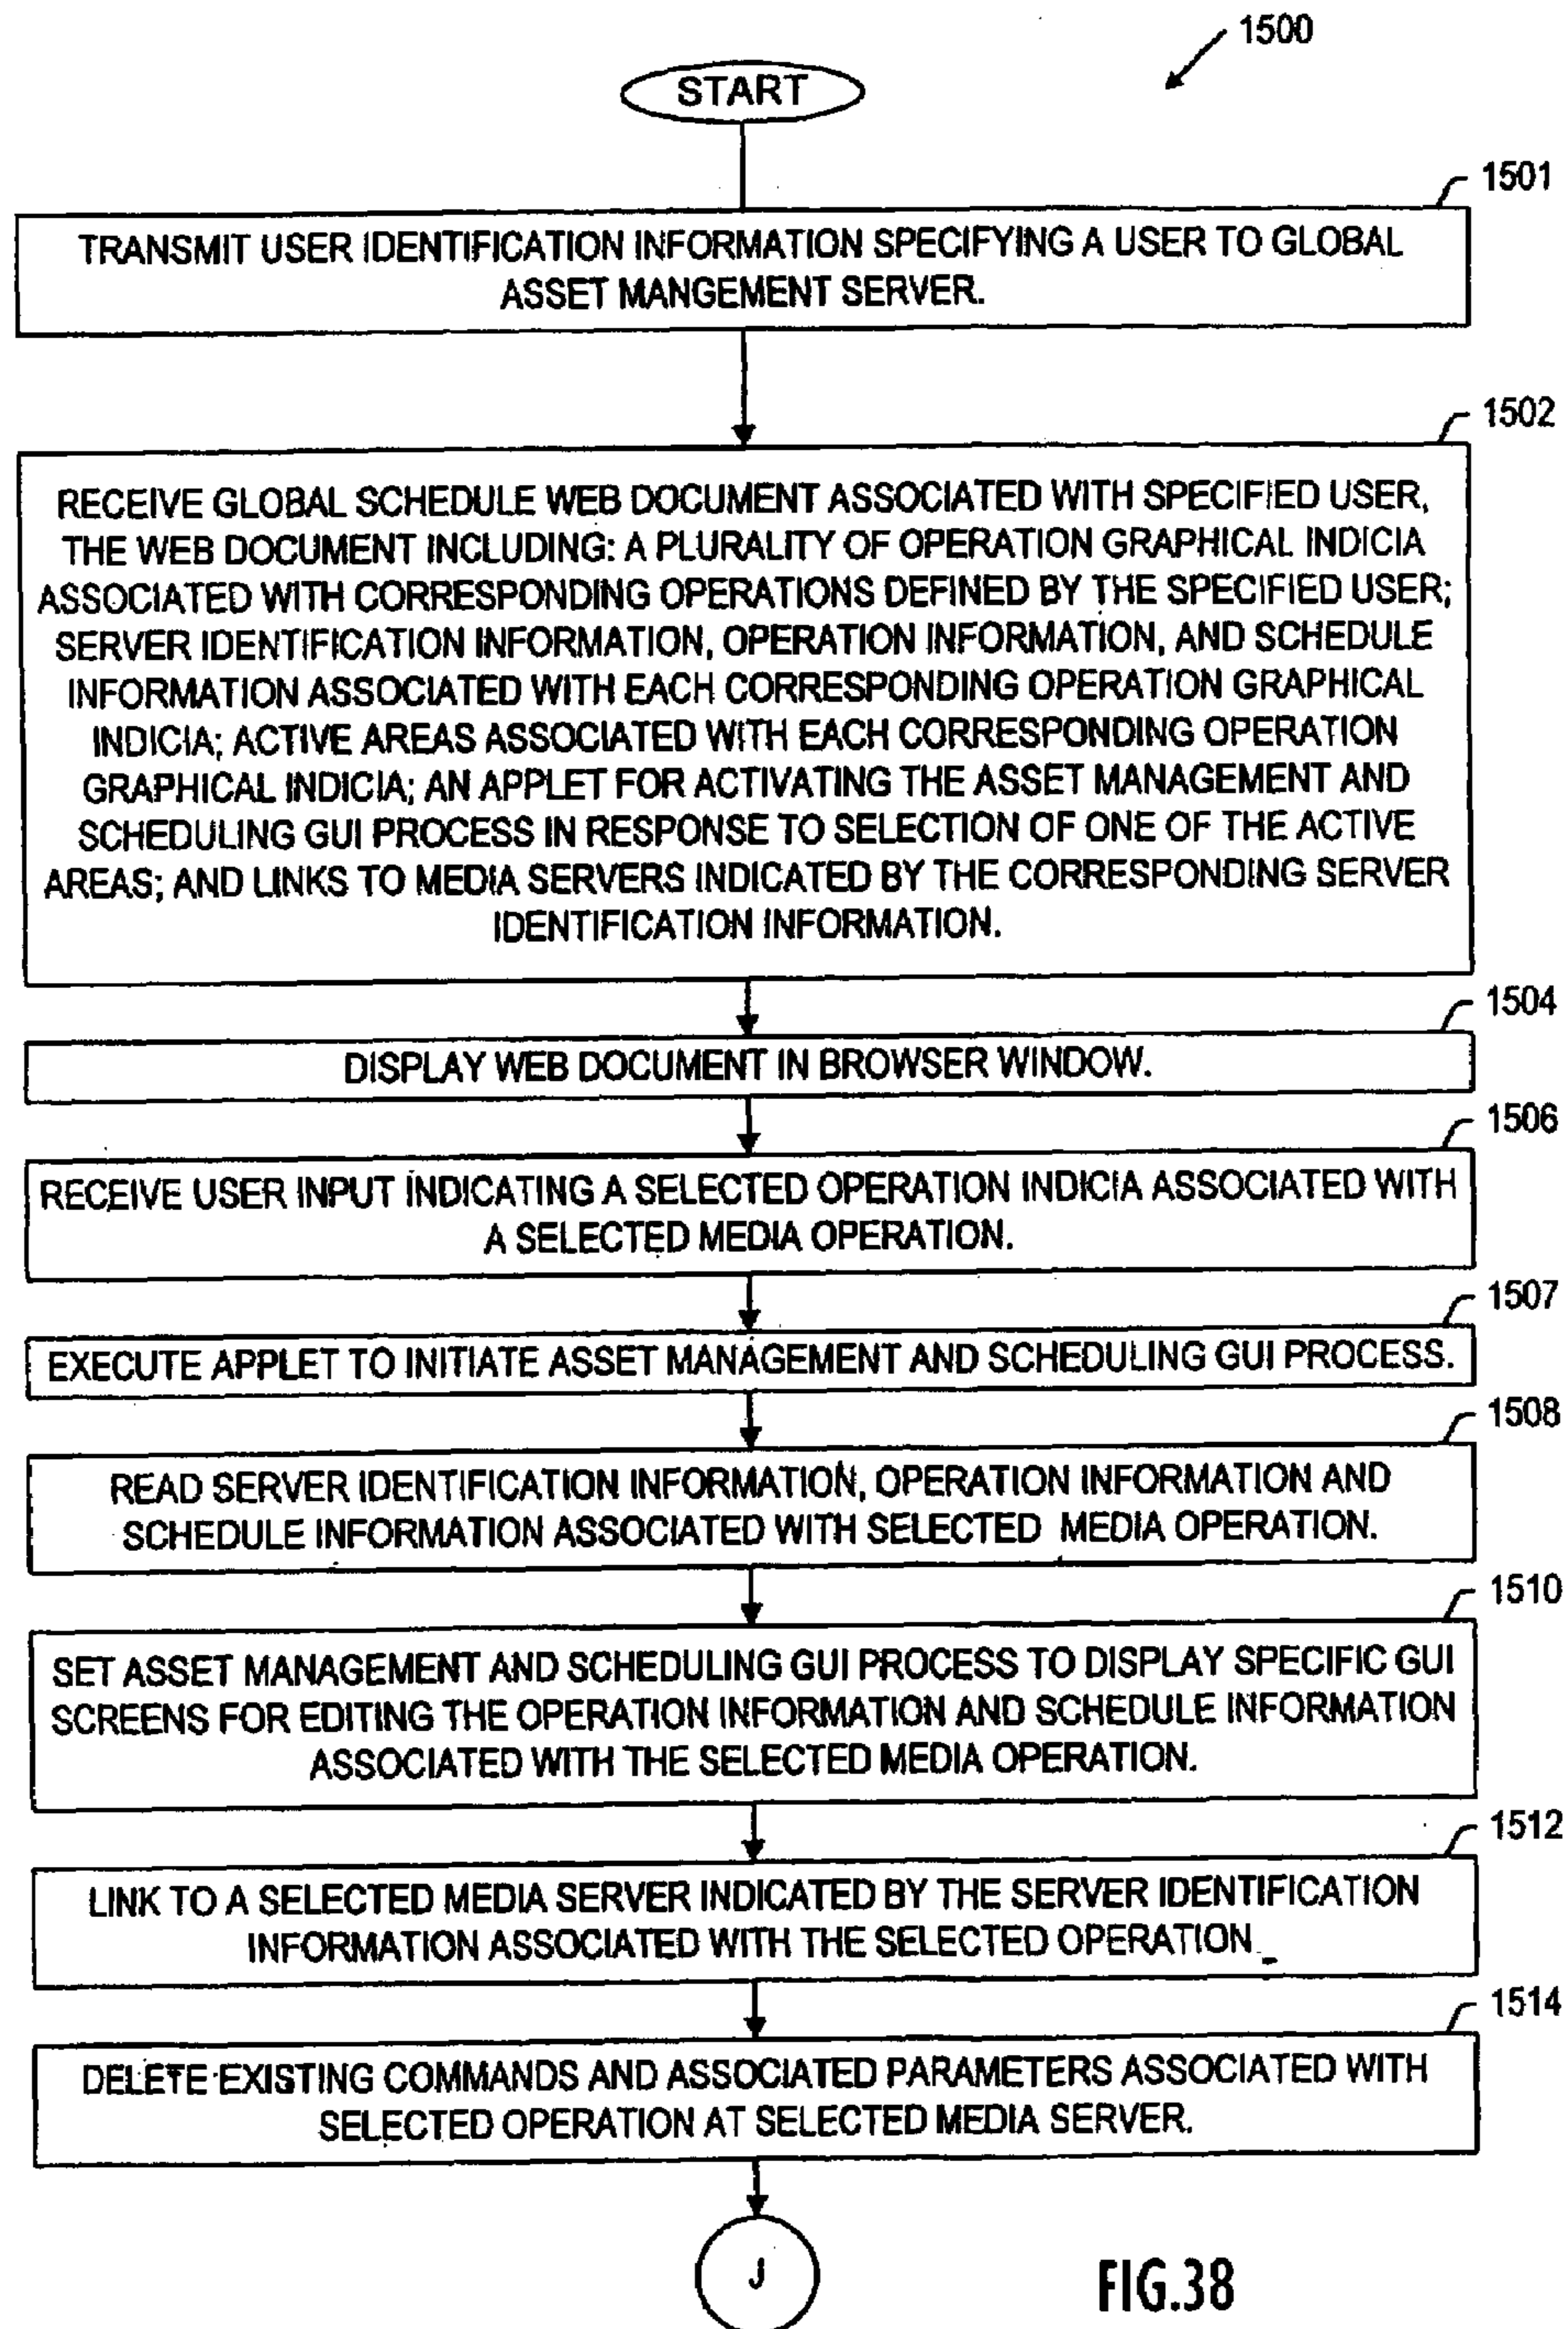 1500
START
1501
TRANSMIT USER IDENTIFICATION INFORMATION SPECIFYING A USER TO GLOBAL
ASSET MANGEMENT SERVER.
1502
RECEIVE GLOBAL SCHEDULE WEB DOCUMENT ASSOCIATED WITH SPECIFIED USER,
THE WEB DOCUMENT INCLUDING: A PLURALITY OF OPERATION GRAPHICAL INDICIA
ASSOCIATED WITH CORRESPONDING OPERATIONS DEFINED BY THE SPECIFIED USER;
SERVER IDENTIFICATION INFORMATION, OPERATION INFORMATION, AND SCHEDULE
INFORMATION ASSOCIATED WITH EACH CORRESPONDING OPERATION GRAPHICAL
INDICIA; ACTIVE AREAS ASSOCIATED WITH EACH CORRESPONDING OPERATION
GRAPHICAL INDICIA; AN APPLET FOR ACTIVATING THE ASSET MANAGEMENT AND
SCHEDULING GUI PROCESS IN RESPONSE TO SELECTION OF ONE OF THE ACTIVE
AREAS; AND LINKS TO MEDIA SERVERS INDICATED BY THE CORRESPONDING SERVER
IDENTIFICATION INFORMATION.
1504
DISPLAY WEB DOCUMENT IN BROWSER WINDOW.
1506
RECEIVE USER INPUT INDICATING A SELECTED OPERATION INDICIA ASSOCIATED WITH
A SELECTED MEDIA OPERATION.
1507
EXECUTE APPLET TO INITIATE ASSET MANAGEMENT AND SCHEDULING GUI PROCESS.
1508
READ SERVER IDENTIFICATION INFORMATION, OPERATION INFORMATION AND
SCHEDULE INFORMATION ASSOCIATED WITH SELECTED MEDIA OPERATION.
1510
SET ASSET MANAGEMENT AND SCHEDULING GUI PROCESS TO DISPLAY SPECIFIC GUI
SCREENS FOR EDITING THE OPERATION INFORMATION AND SCHEDULE INFORMATION
ASSOCIATED WITH THE SELECTED MEDIA OPERATION.
1512
LINK TO A SELECTED MEDIA SERVER INDICATED BY THE SERVER IDENTIFICATION
INFORMATION ASSOCIATED WITH THE SELECTED OPERATION.
1514
DELETE EXISTING COMMANDS AND ASSOCIATED PARAMETERS ASSOCIATED WITH
SELECTED OPERATION AT SELECTED MEDIA SERVER.
J
FIG.38